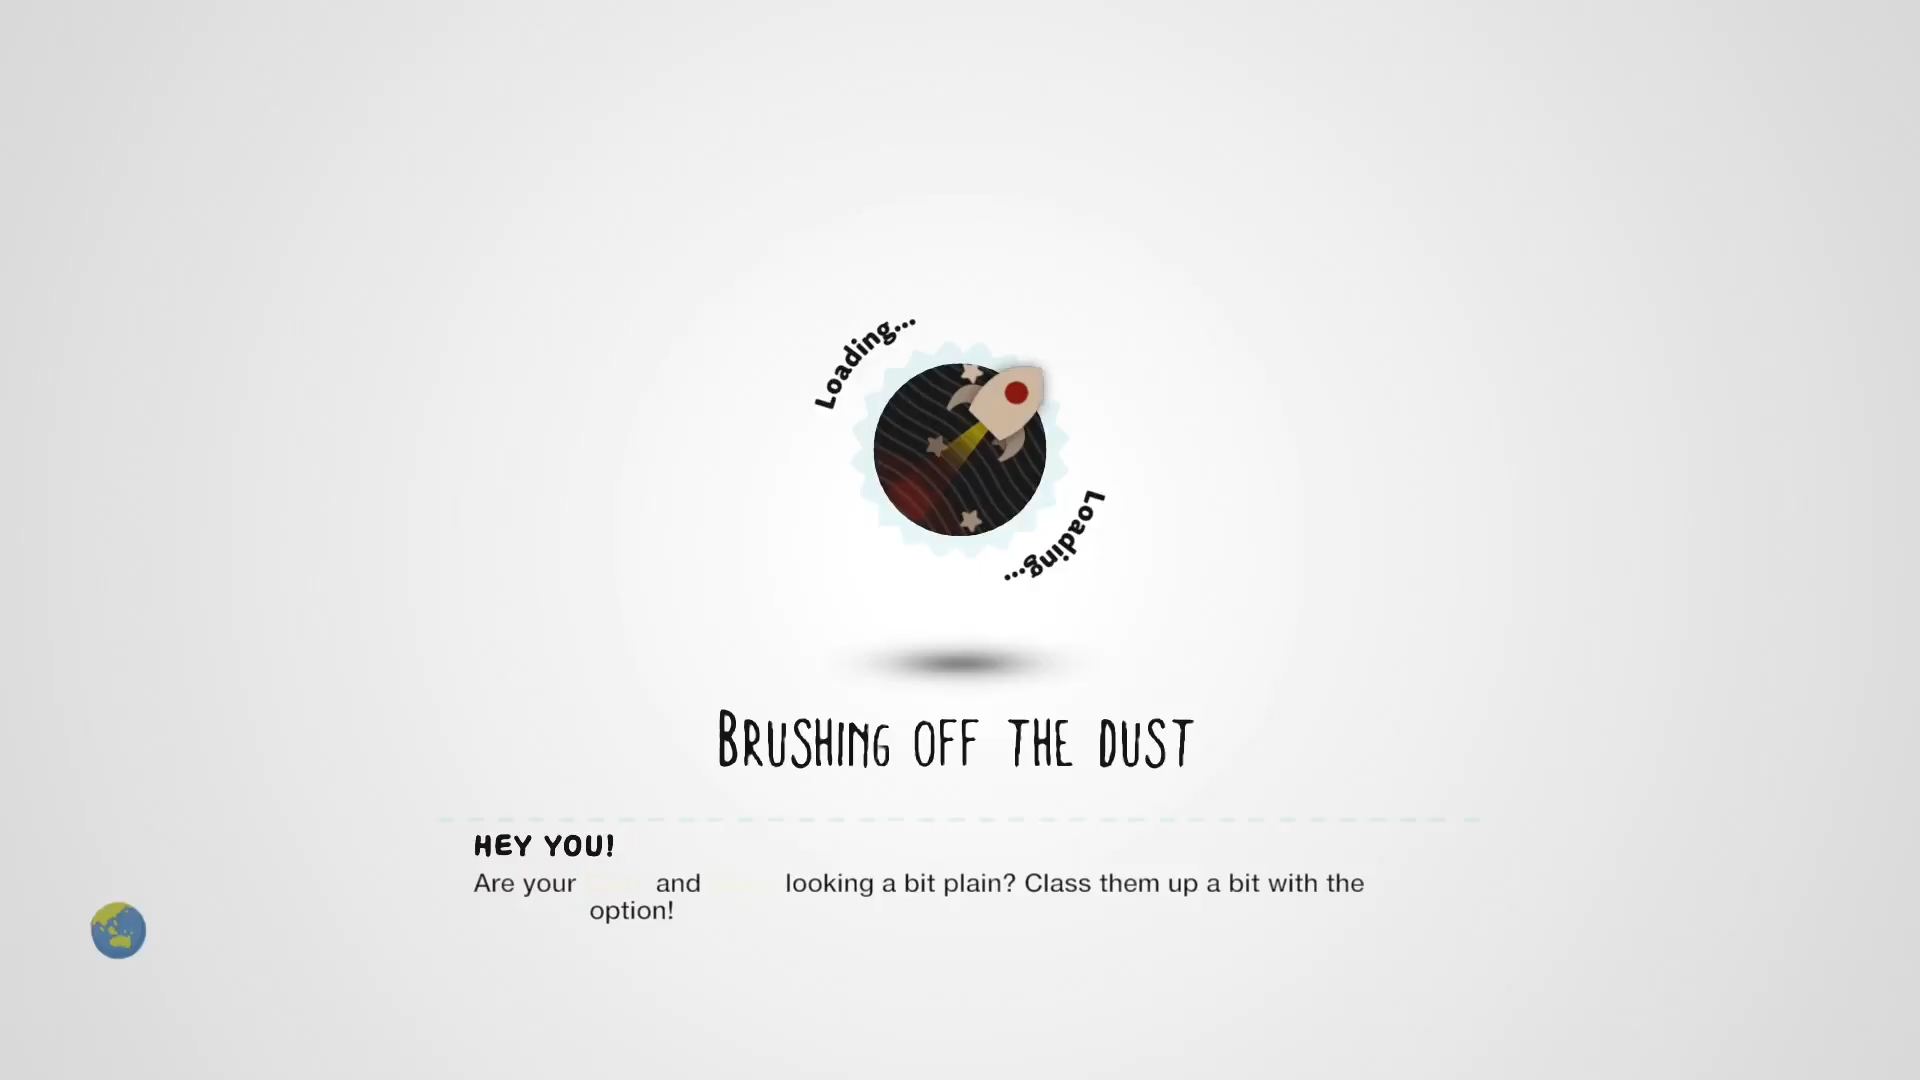 Loading...
Loading...
Brushing off the dust
HEY YOU!
Are your and looking a bit plain? Class them up a bit with the
option!